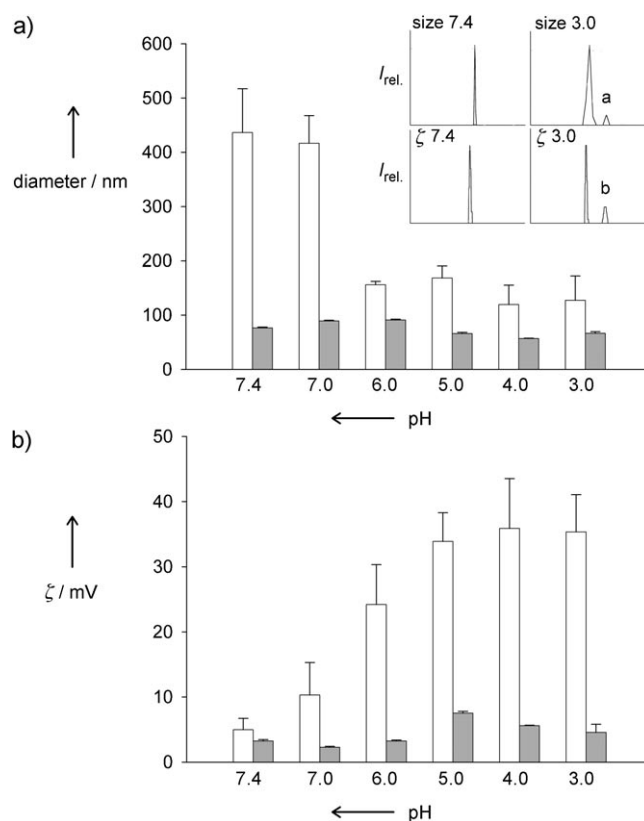 a)
600
500
400
300
200
100
0
diameter / nm
size 7.4
size 3.0
I rel.
a
ζ 7.4
ζ 3.0
I rel.
b
7.4 7.0 6.0 5.0 4.0 3.0
pH
b)
50
40
30
20
10
0
ζ / mV
7.4 7.0 6.0 5.0 4.0 3.0
pH